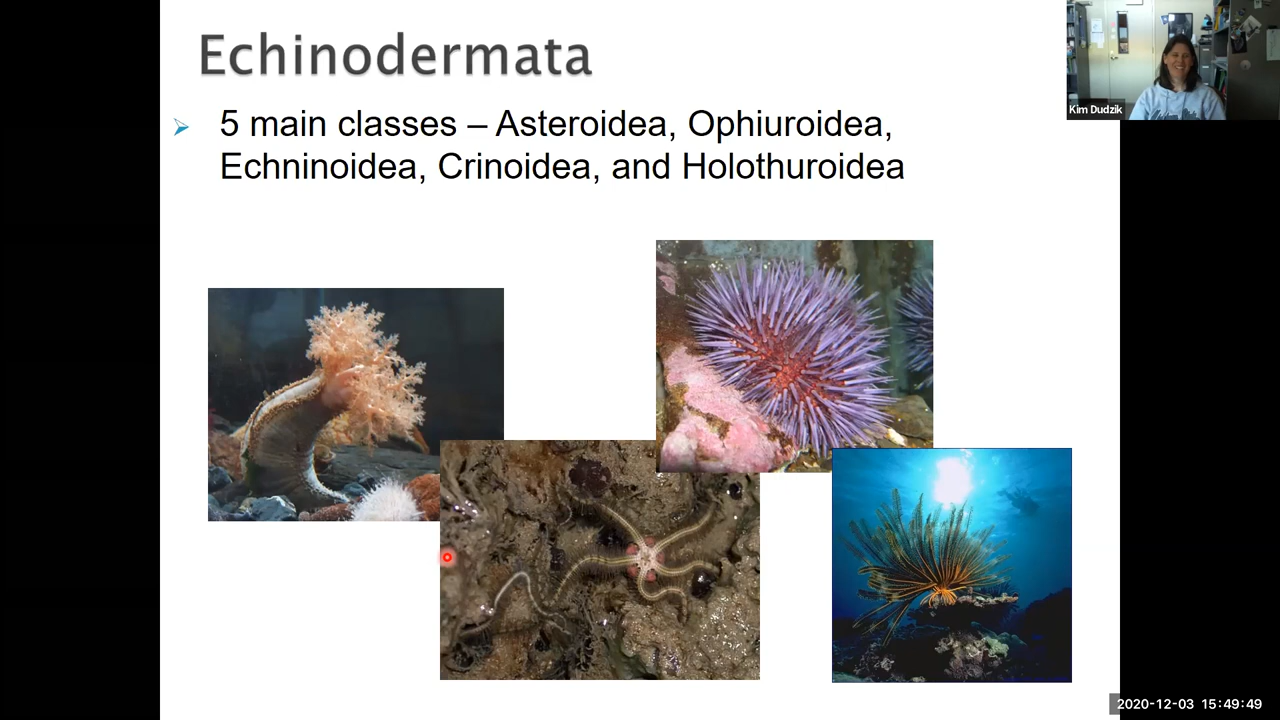 Echinodermata
5 main classes – Asteroidea, Ophiuroidea,
Echninoidea, Crinoidea, and Holothuroidea
Kim Dudzik
2020-12-03 15:49:49